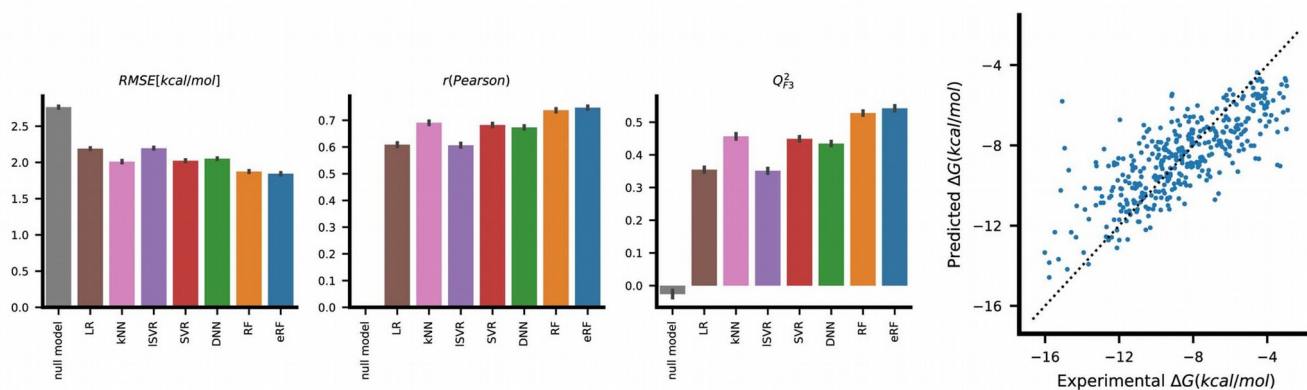 RMSE[kcal/mol]
2.5
2.0
1.5
1.0
0.5
0.0
null model
LR
kNN
lSVR
SVR
DNN
RF
eRF
r(Pearson)
0.7
0.6
0.5
0.4
0.3
0.2
0.1
0.0
null model
LR
kNN
lSVR
SVR
DNN
RF
eRF
Q²F3
0.5
0.4
0.3
0.2
0.1
0.0
null model
LR
kNN
lSVR
SVR
DNN
RF
eRF
Predicted ΔG(kcal/mol)
−4
−8
−12
−16
−16 −12 −8 −4
Experimental ΔG(kcal/mol)